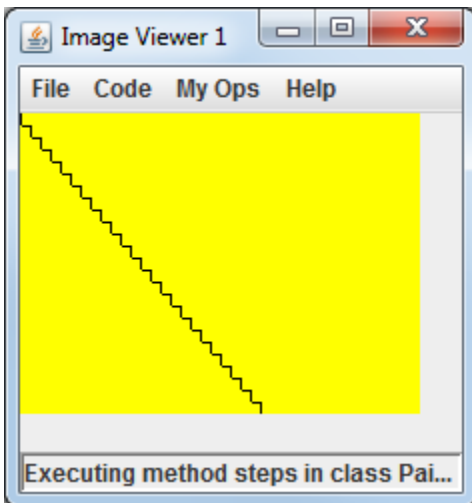 Image Viewer 1
File Code My Ops Help
Executing method steps in class Pai...